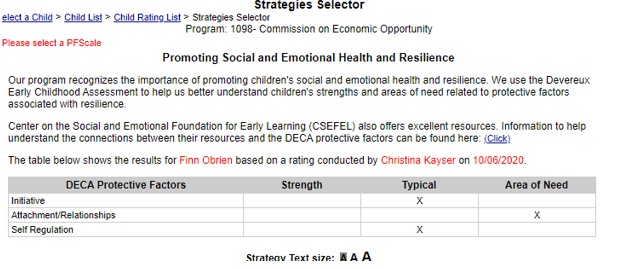 Strategies Selector
elect a Child > Child List > Child Rating List > Strategies Selector
Program: 1098- Commission on Economic Opportunity
Please select a PFScale
Promoting Social and Emotional Health and Resilience
Our program recognizes the importance of promoting children's social and emotional health and resilience. We use the Devereux
Early Childhood Assessment to help us better understand children's strengths and areas of need related to protective factors
associated with resilience.
Center on the Social and Emotional Foundation for Early Learning (CSEFEL) also offers excellent resources. Information to help
understand the connections between their resources and the DECA protective factors can be found here: (Click)
The table below shows the results for Finn Obrien based on a rating conducted by Christina Kayser on 10/06/2020.
DECA Protective Factors Strength Typical Area of Need
Initiative X
Attachment/Relationships X
Self Regulation X
Strategy Text size: A A A